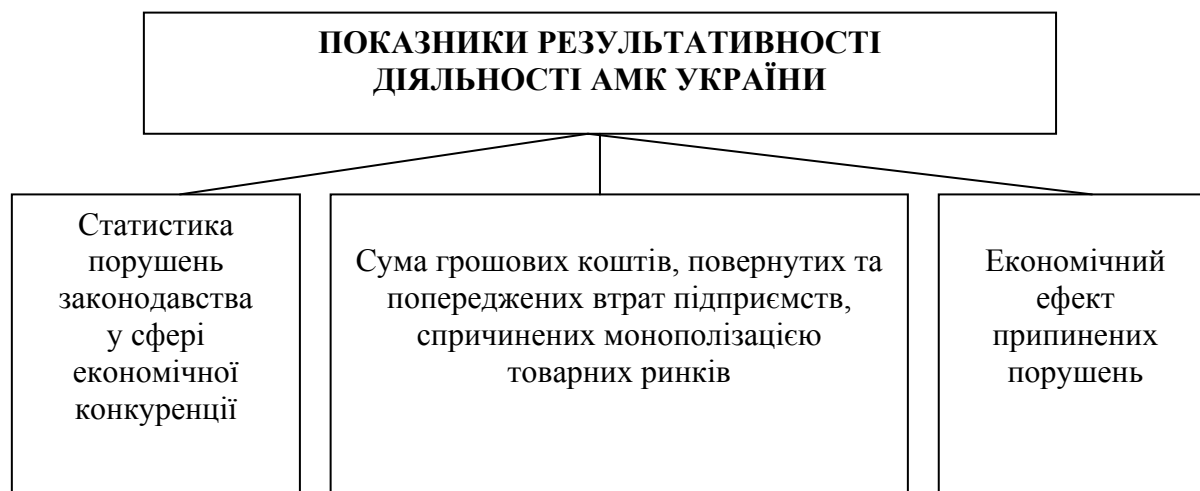 ПОКАЗНИКИ РЕЗУЛЬТАТИВНОСТІ
ДІЯЛЬНОСТІ АМК УКРАЇНИ
Статистика
порушень
законодавства
у сфері
економічної
конкуренції
Сума грошових коштів, повернутих та
попереджених втрат підприємств,
спричинених монополізацією
товарних ринків
Економічний
ефект
припинених
порушень